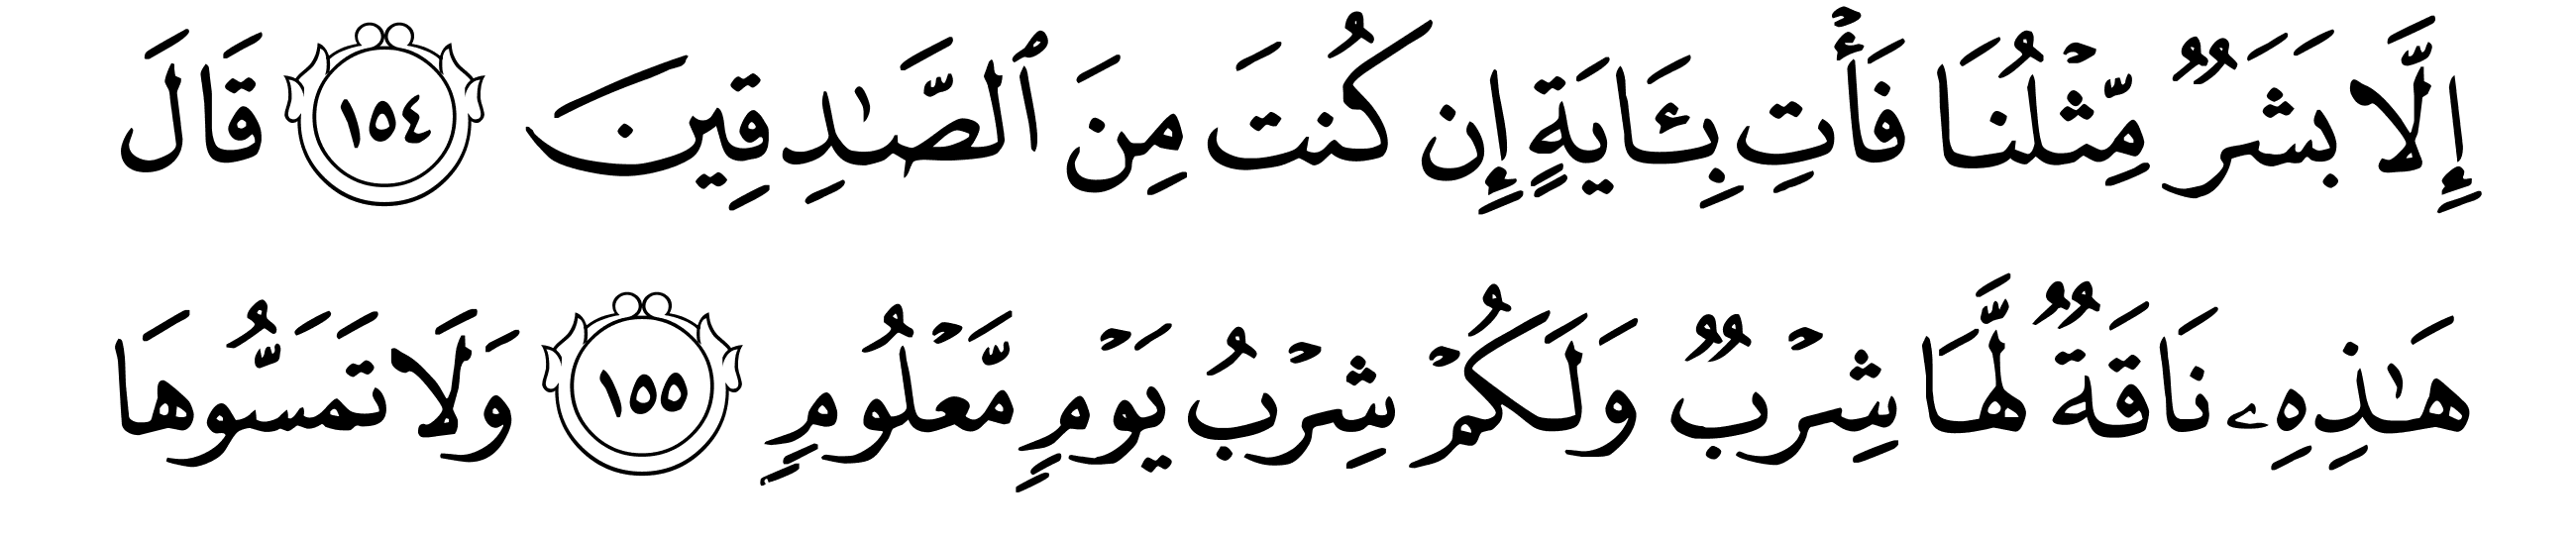 إِلَّا بَشَرٌ مِّثۡلُنَا فَأۡتِ بِـَٔايَةٍ إِن كُنتَ مِنَ ٱلصَّـٰدِقِينَ ١٥٤ قَالَ
هَـٰذِهِۦ نَاقَةٌ لَّهَا شِرۡبٌ وَلَكُمۡ شِرۡبُ يَوۡمٍ مَّعۡلُومٍ ١٥٥ وَلَا تَمَسُّوهَا